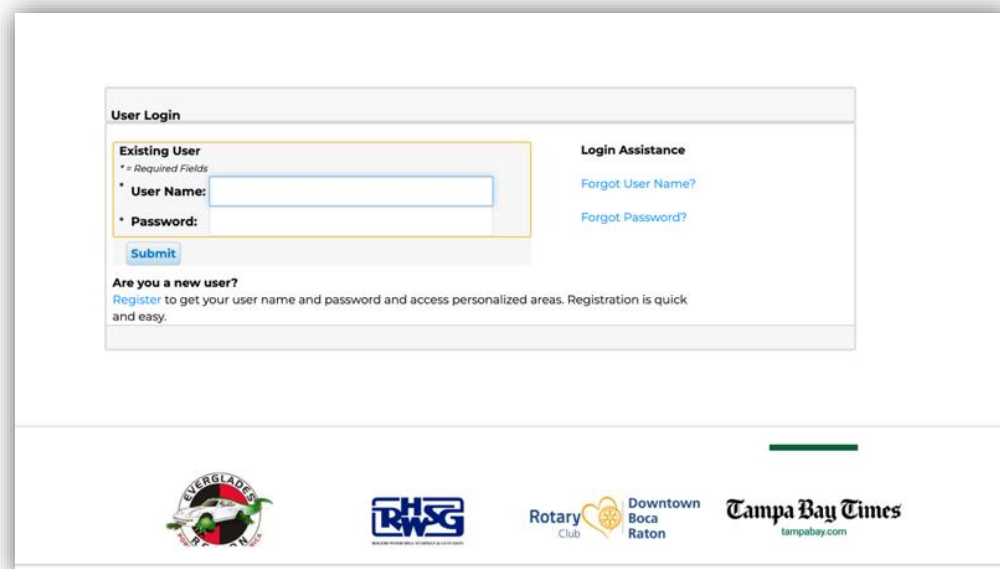 User Login
Existing User
* = Required Fields
* User Name:
* Password:
Submit
Login Assistance
Forgot User Name?
Forgot Password?
Are you a new user?
Register to get your user name and password and access personalized areas. Registration is quick
and easy.
EVERGLADES
REGION
RHWSG
Rotary
Club
Downtown
Boca
Raton
Tampa Bay Times
tampabay.com